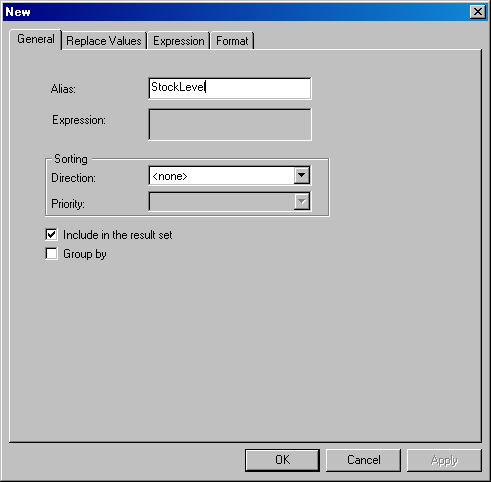 New
General Replace Values Expression Format
Alias: StockLevel
Expression:
Sorting
Direction: <none>
Priority:
Include in the result set
Group by
OK Cancel Apply